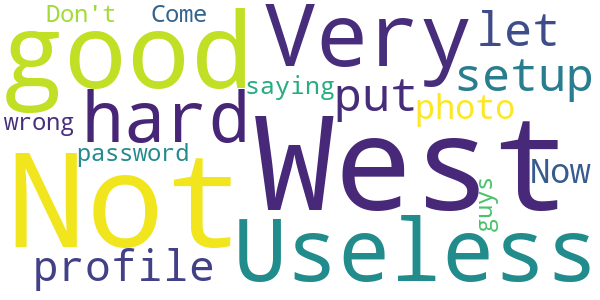 Don't Come
good Very let
setup
hard saying put photo
wrong
password
West
Not Now
guys
Useless
profile